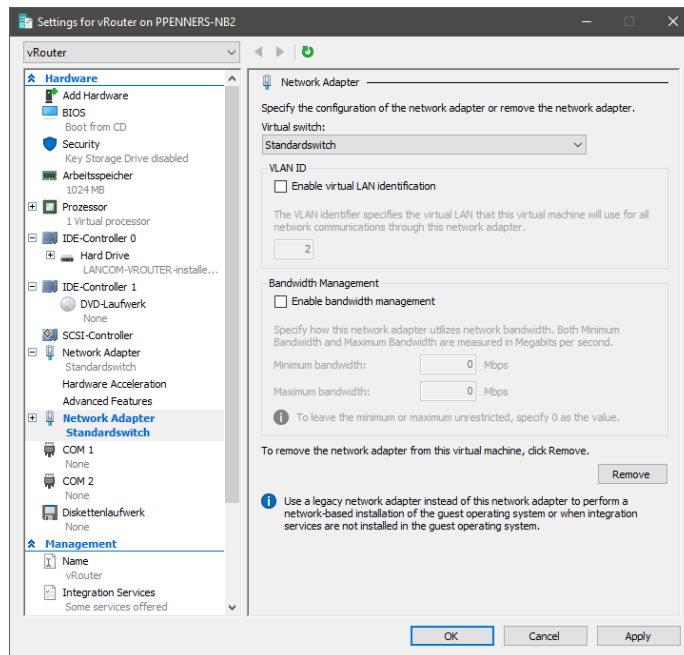 Settings for vRouter on PPENNERS-NB2
vRouter
Hardware
Add Hardware
BIOS
Boot from CD
Security
Key Storage Drive disabled
Arbeitsspeicher
1024 MB
Prozessor
1 Virtual processor
IDE-Controller 0
Hard Drive
LANCOM-VROUTER-installe...
IDE-Controller 1
DVD-Laufwerk
None
SCSI-Controller
Network Adapter
Standardswitch
Hardware Acceleration
Advanced Features
Network Adapter
Standardswitch
COM 1
None
COM 2
None
Diskettenlaufwerk
None
Management
Name
vRouter
Integration Services
Some services offered
Network Adapter
Specify the configuration of the network adapter or remove the network adapter.
Virtual switch:
Standardswitch
VLAN ID
Enable virtual LAN identification
The VLAN identifier specifies the virtual LAN that this virtual machine will use for all
network communications through this network adapter.
2
Bandwidth Management
Enable bandwidth management
Specify how this network adapter utilizes network bandwidth. Both Minimum
Bandwidth and Maximum Bandwidth are measured in Megabits per second.
Minimum bandwidth: 0 Mbps
Maximum bandwidth: 0 Mbps
To leave the minimum or maximum unrestricted, specify 0 as the value.
To remove the network adapter from this virtual machine, click Remove.
Remove
Use a legacy network adapter instead of this network adapter to perform a
network-based installation of the guest operating system or when integration
services are not installed in the guest operating system.
OK Cancel Apply